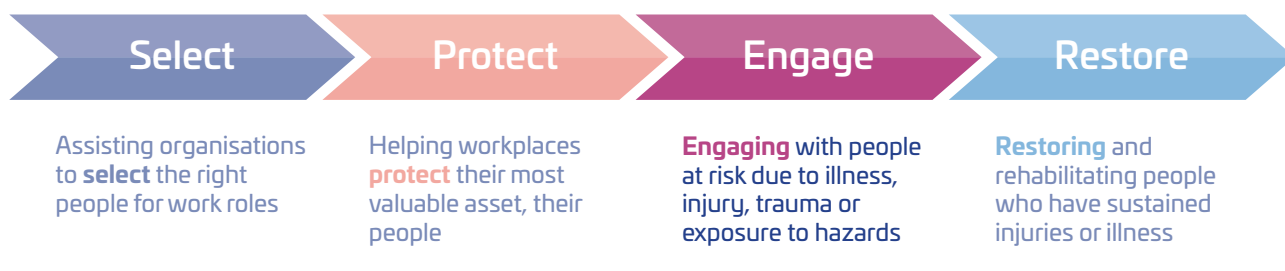 Select
Protect
Engage
Restore
Assisting organisations
to select the right
people for work roles
Helping workplaces
protect their most
valuable asset, their
people
Engaging with people
at risk due to illness,
injury, trauma or
exposure to hazards
Restoring and
rehabilitating people
who have sustained
injuries or illness